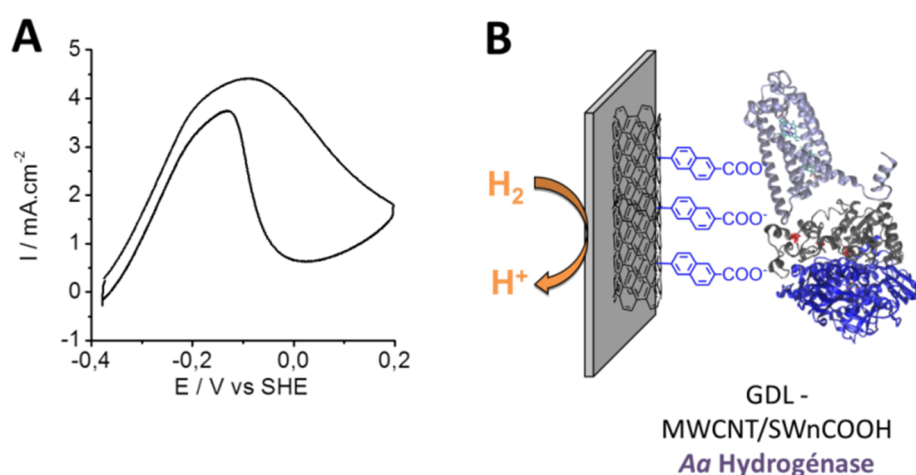 A
I / mA.cm⁻²
5
4
3
2
1
0
-1
-0,4
-0,2
0,0
0,2
E / V vs SHE
B
H₂
H⁺
COO⁻
COO⁻
COO⁻
GDL -
MWCNT/SWnCOOH
Aa Hydrogénase